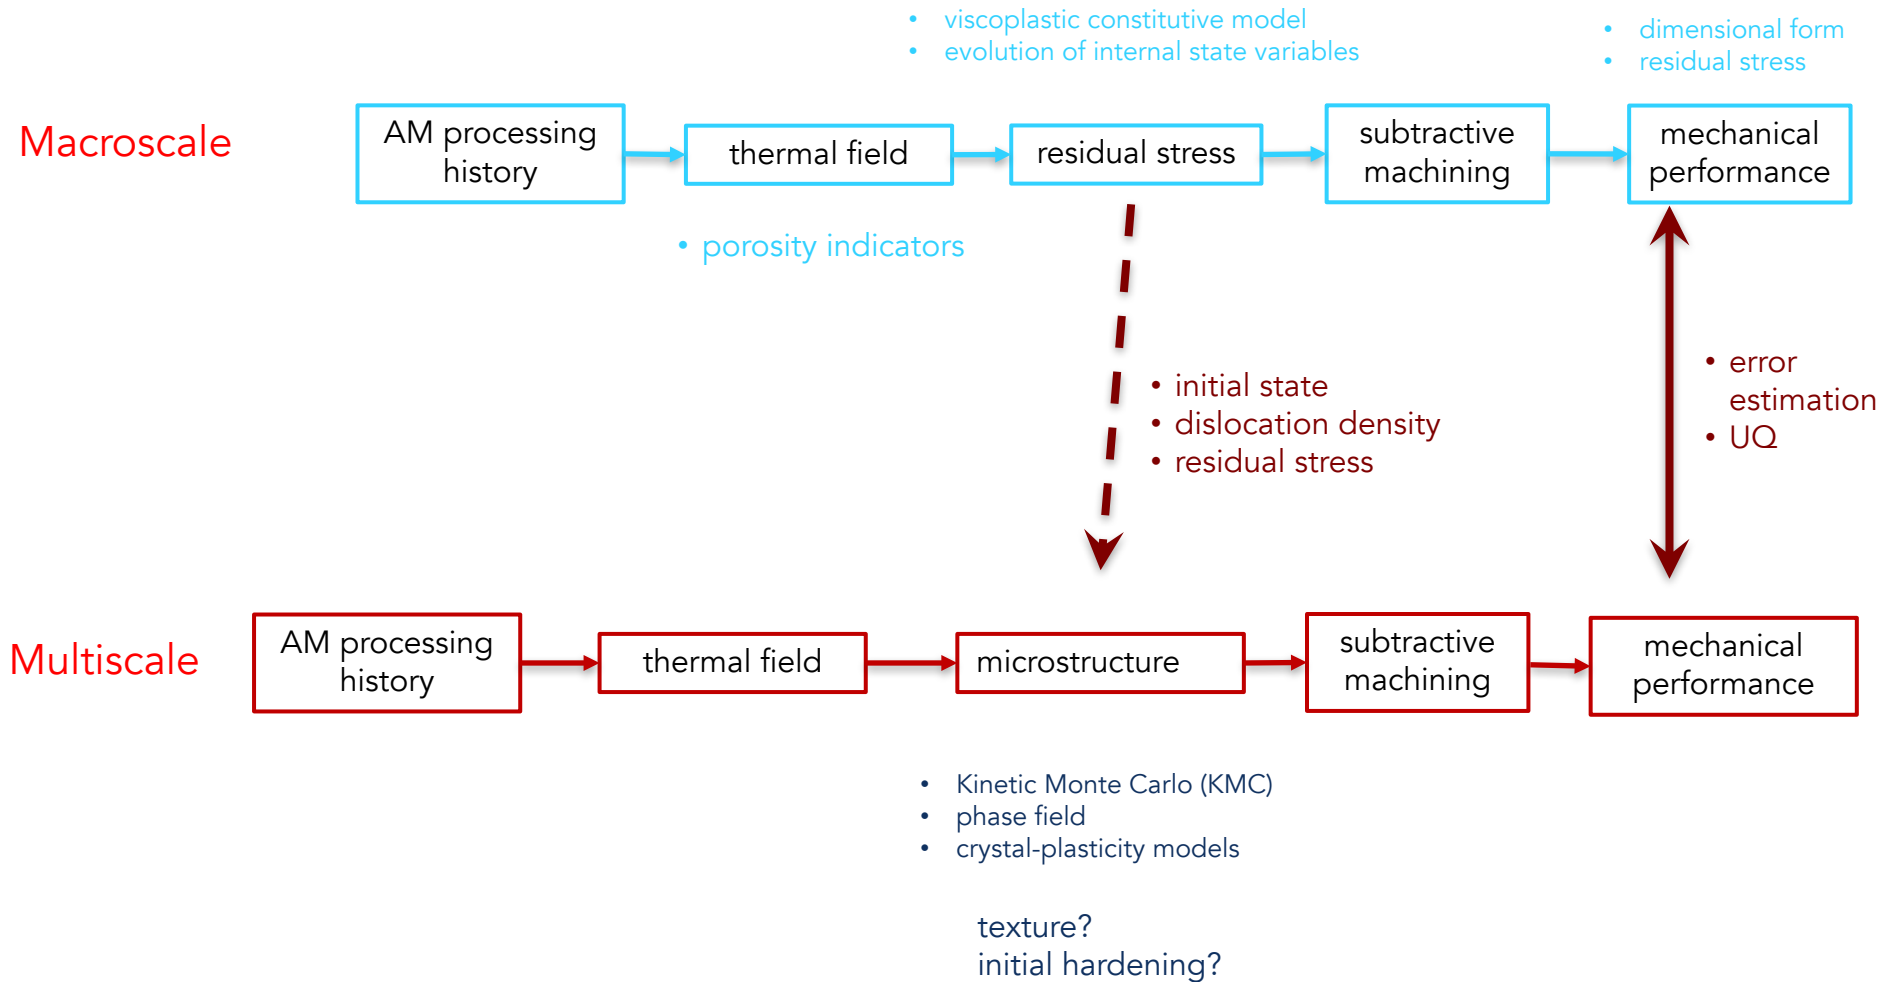 • viscoplastic constitutive model
• evolution of internal state variables
• dimensional form
• residual stress
Macroscale
AM processing
history
thermal field
residual stress
subtractive
machining
mechanical
performance
• porosity indicators
• initial state
• dislocation density
• residual stress
• error
estimation
• UQ
Multiscale
AM processing
history
thermal field
microstructure
subtractive
machining
mechanical
performance
• Kinetic Monte Carlo (KMC)
• phase field
• crystal-plasticity models
texture?
initial hardening?